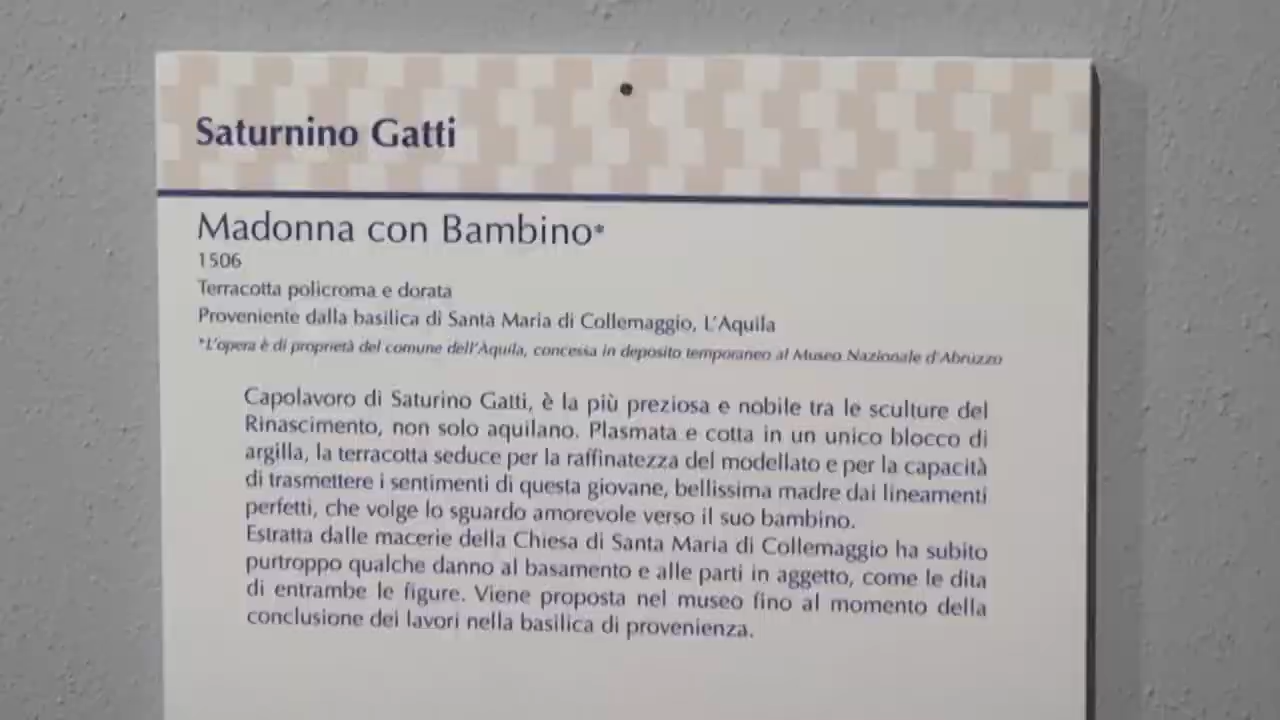 Saturnino Gatti
Madonna con Bambino*
1506
Terracotta policroma e dorata
Proveniente dalla basilica di Santa Maria di Collemaggio, L'Aquila
*L'opera è di proprietà del comune dell'Aquila, concessa in deposito temporaneo al Museo Nazionale d'Abruzzo
Capolavoro di Saturino Gatti, è la più preziosa e nobile tra le sculture del
Rinascimento, non solo aquilano. Plasmata e cotta in un unico blocco di
argilla, la terracotta seduce per la raffinatezza del modellato e per la capacità
di trasmettere i sentimenti di questa giovane, bellissima madre dai lineamenti
perfetti, che volge lo sguardo amorevole verso il suo bambino.
Estratta dalle macerie della Chiesa di Santa Maria di Collemaggio ha subito
purtroppo qualche danno al basamento e alle parti in aggetto, come le dita
di entrambe le figure. Viene proposta nel museo fino al momento della
conclusione dei lavori nella basilica di provenienza.